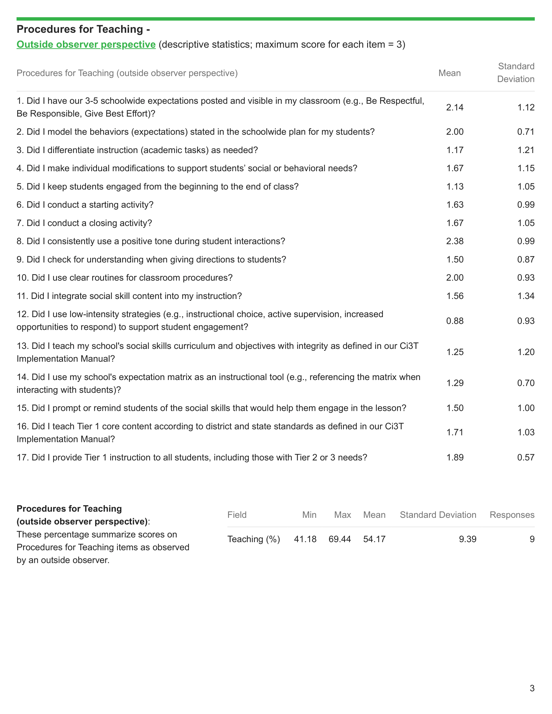 Procedures for Teaching -
Outside observer perspective (descriptive statistics; maximum score for each item = 3)
Procedures for Teaching (outside observer perspective) Mean Standard Deviation
1. Did I have our 3-5 schoolwide expectations posted and visible in my classroom (e.g., Be Respectful,
Be Responsible, Give Best Effort)? 2.14 1.12
2. Did I model the behaviors (expectations) stated in the schoolwide plan for my students? 2.00 0.71
3. Did I differentiate instruction (academic tasks) as needed? 1.17 1.21
4. Did I make individual modifications to support students' social or behavioral needs? 1.67 1.15
5. Did I keep students engaged from the beginning to the end of class? 1.13 1.05
6. Did I conduct a starting activity? 1.63 0.99
7. Did I conduct a closing activity? 1.67 1.05
8. Did I consistently use a positive tone during student interactions? 2.38 0.99
9. Did I check for understanding when giving directions to students? 1.50 0.87
10. Did I use clear routines for classroom procedures? 2.00 0.93
11. Did I integrate social skill content into my instruction? 1.56 1.34
12. Did I use low-intensity strategies (e.g., instructional choice, active supervision, increased
opportunities to respond) to support student engagement? 0.88 0.93
13. Did I teach my school's social skills curriculum and objectives with integrity as defined in our Ci3T
Implementation Manual? 1.25 1.20
14. Did I use my school's expectation matrix as an instructional tool (e.g., referencing the matrix when
interacting with students)? 1.29 0.70
15. Did I prompt or remind students of the social skills that would help them engage in the lesson? 1.50 1.00
16. Did I teach Tier 1 core content according to district and state standards as defined in our Ci3T
Implementation Manual? 1.71 1.03
17. Did I provide Tier 1 instruction to all students, including those with Tier 2 or 3 needs? 1.89 0.57
Procedures for Teaching
(outside observer perspective):
These percentage summarize scores on
Procedures for Teaching items as observed
by an outside observer.
Field Min Max Mean Standard Deviation Responses
Teaching (%) 41.18 69.44 54.17 9.39 9
3